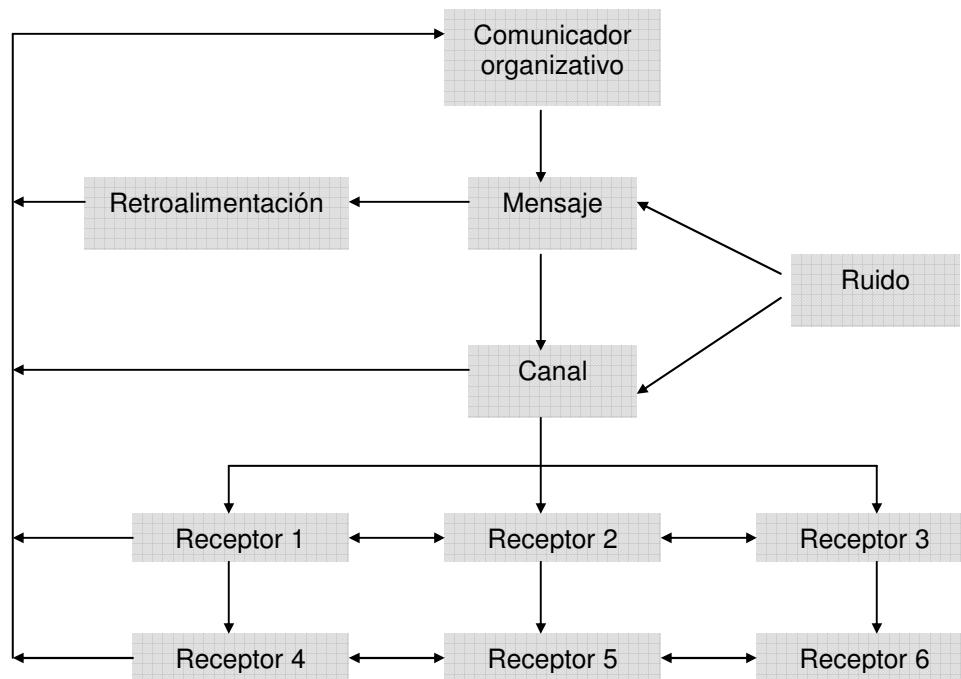 Comunicador
organizativo
Retroalimentación
Mensaje
Ruido
Canal
Receptor 1
Receptor 2
Receptor 3
Receptor 4
Receptor 5
Receptor 6